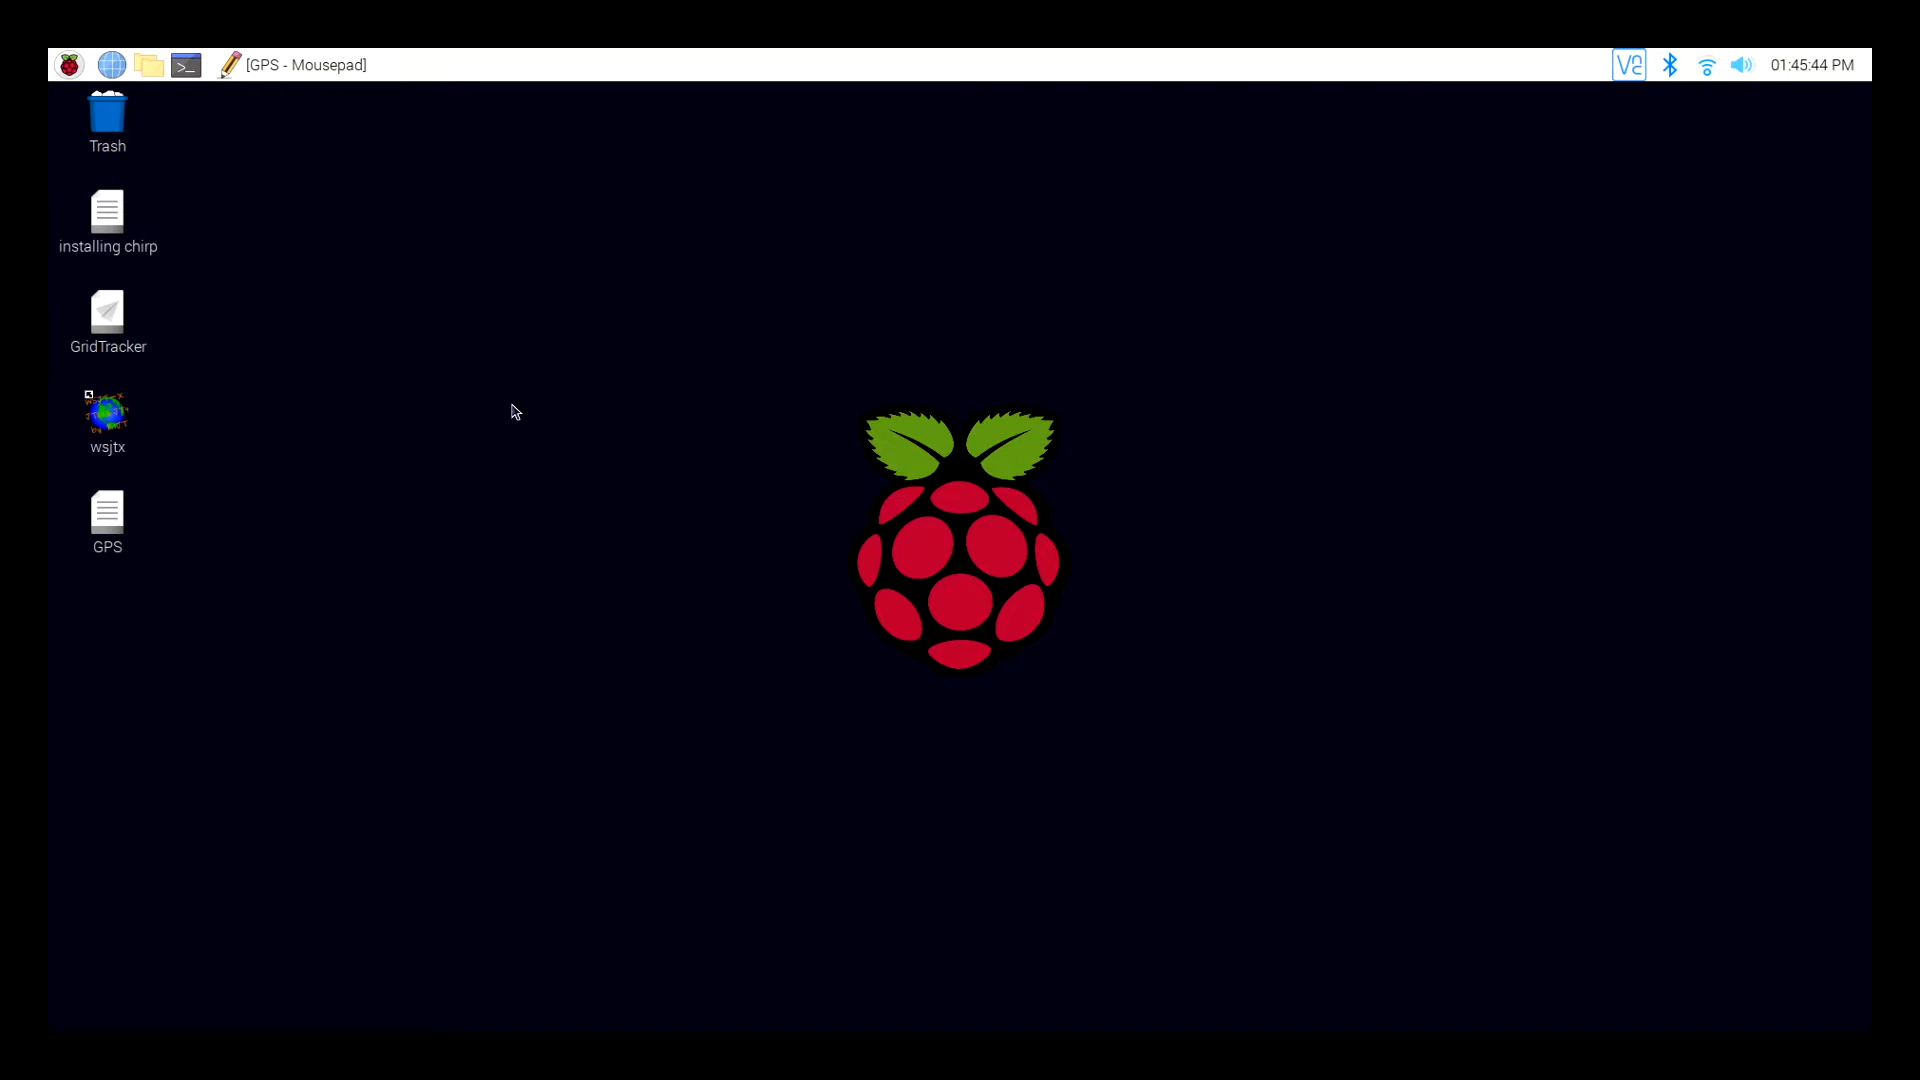 >_
[GPS - Mousepad]
01:45:44 PM
Trash
installing chirp
GridTracker
wsjtx
GPS